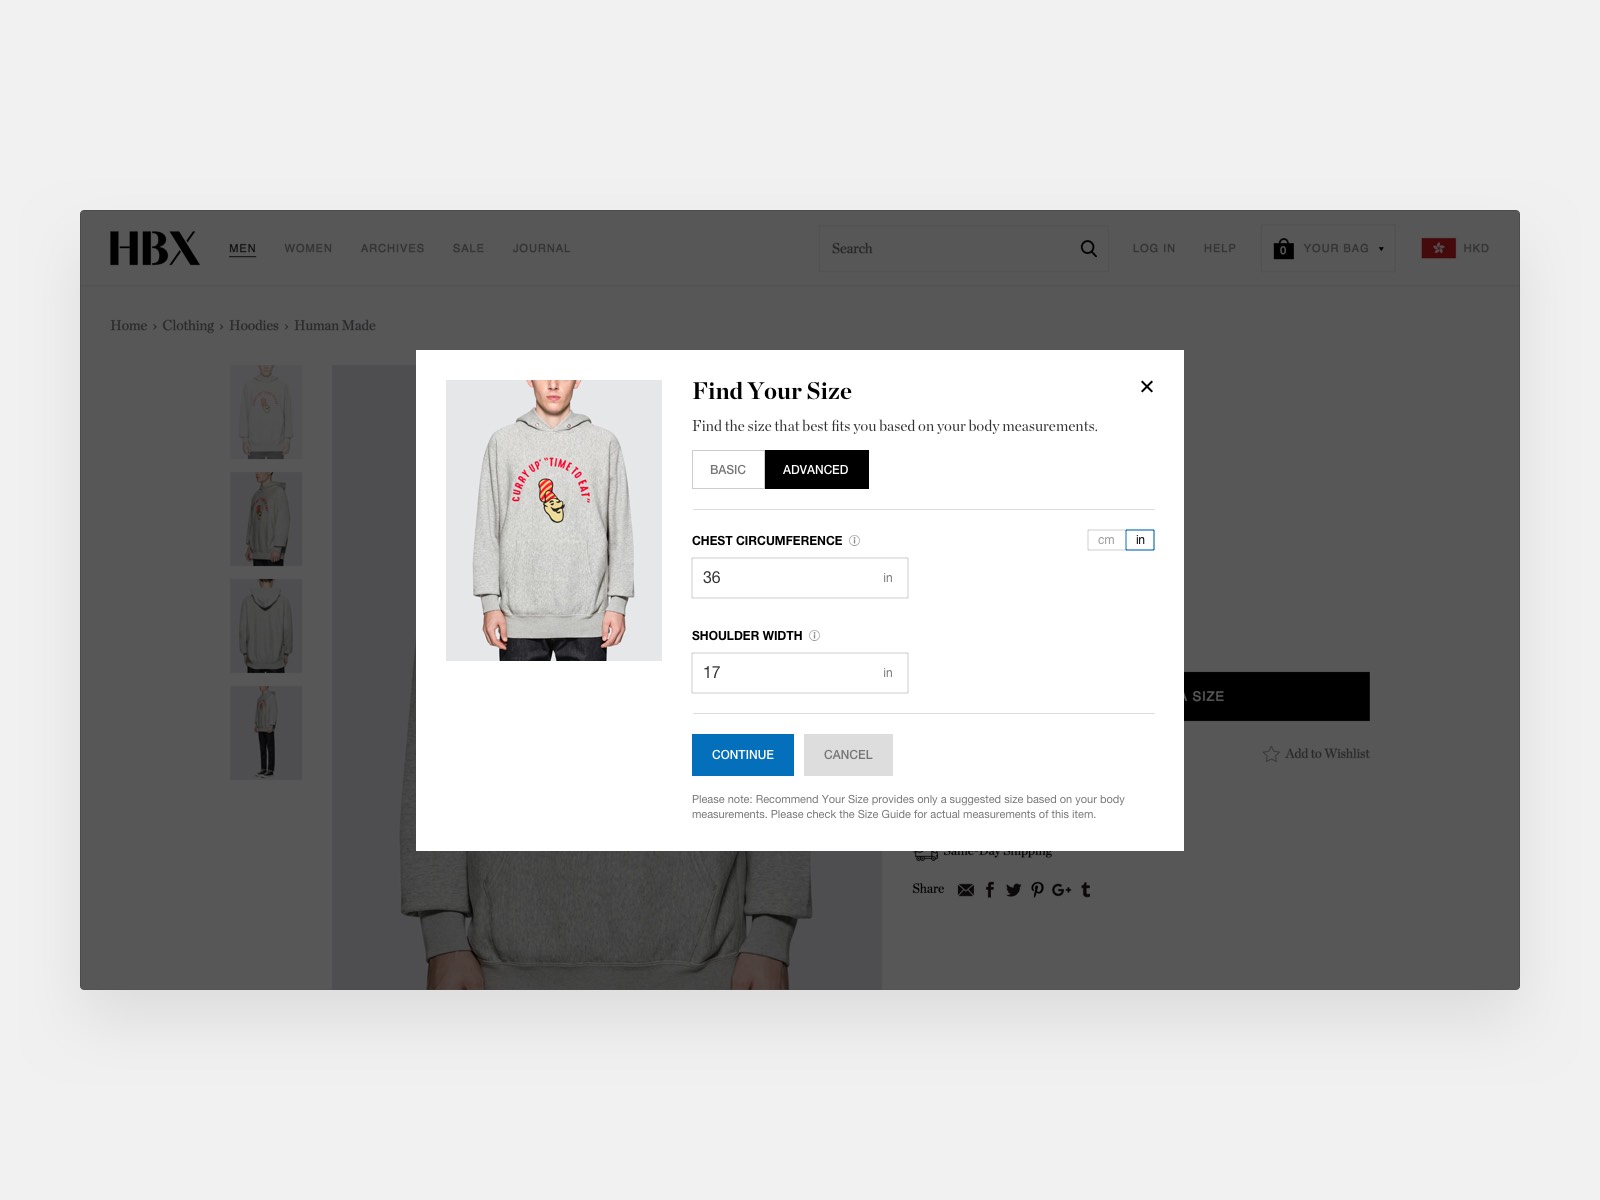 HBX
MEN
WOMEN
ARCHIVES
SALE
JOURNAL
Search
LOG IN
HELP
0
YOUR BAG
HKD
Home › Clothing › Hoodies › Human Made
CURRY UP "TIME TO EAT"
Find Your Size
Find the size that best fits you based on your body measurements.
BASIC
ADVANCED
CHEST CIRCUMFERENCE
cm
in
36
in
SHOULDER WIDTH
17
in
CONTINUE
CANCEL
Please note: Recommend Your Size provides only a suggested size based on your body
measurements. Please check the Size Guide for actual measurements of this item.
A SIZE
Add to Wishlist
Same-Day Shipping
Share